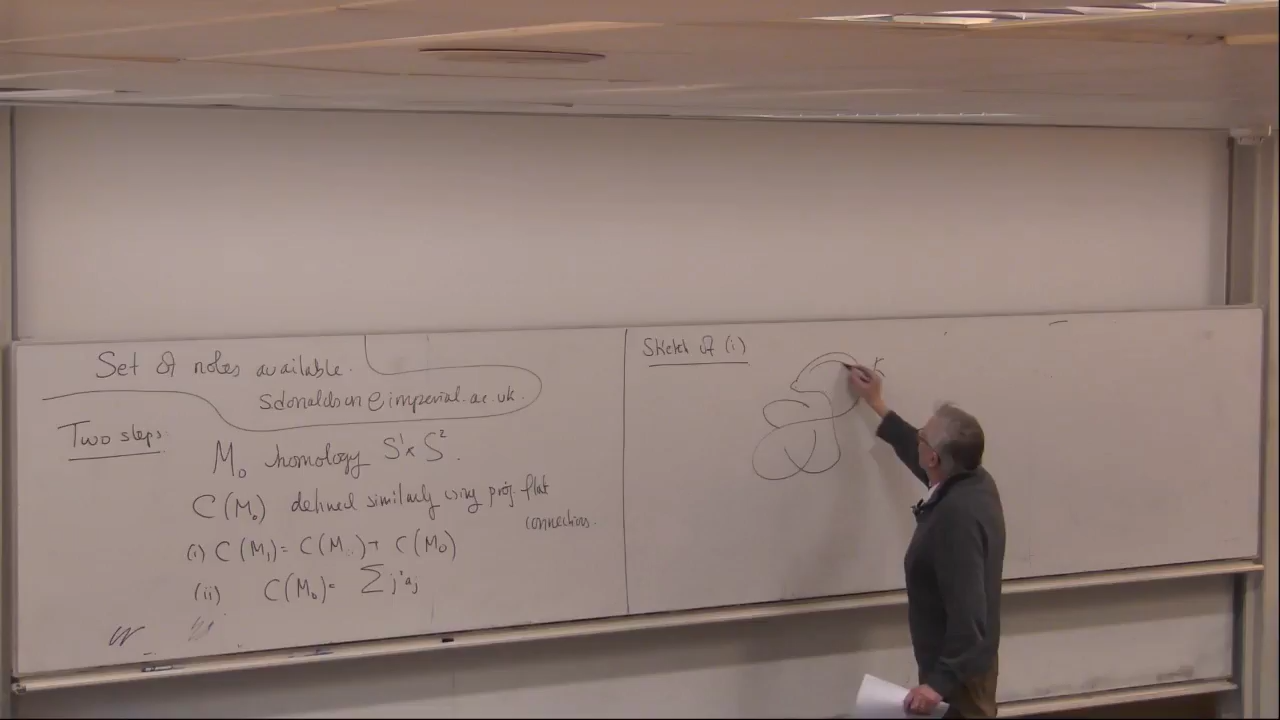 Set of notes available.
sdonaldson@imperial.ac.uk.
Two steps:
M₀ homology S¹×S².
C(M₀) defined similarly using proj. flat
connections.
(i) C(M₁) = C(M) + C(M₀)
(ii) C(M₀) = Σ j²aⱼ
Sketch of (i)
K